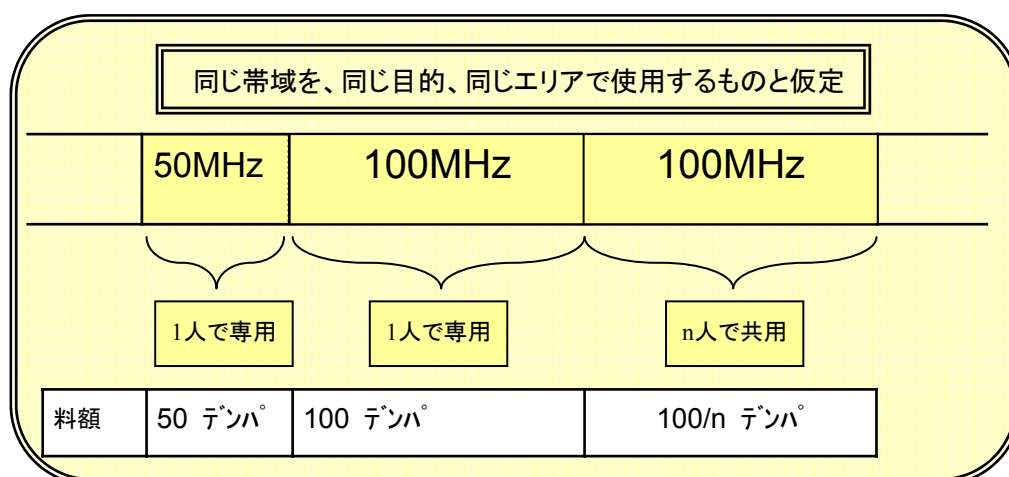 同じ帯域を、同じ目的、同じエリアで使用するものと仮定
50MHz 100MHz 100MHz
1人で専用 1人で専用 n人で共用
料額 50 ﾃﾞﾝﾊﾟ 100 ﾃﾞﾝﾊﾟ 100/n ﾃﾞﾝﾊﾟ